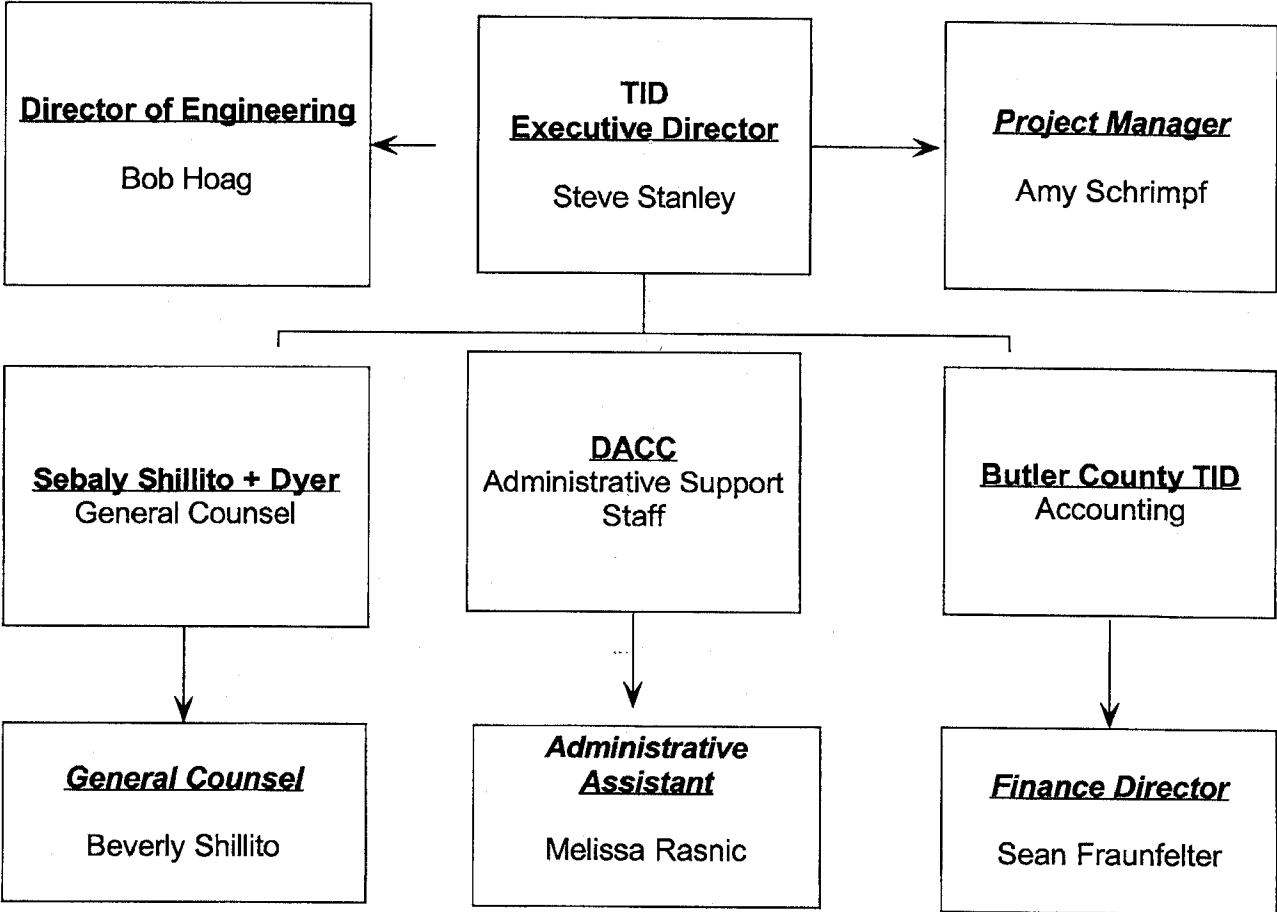 Director of Engineering
Bob Hoag
TID
Executive Director
Steve Stanley
Project Manager
Amy Schrimpf
Sebaly Shillito + Dyer
General Counsel
DACC
Administrative Support
Staff
Butler County TID
Accounting
General Counsel
Beverly Shillito
Administrative
Assistant
Melissa Rasnic
Finance Director
Sean Fraunfelter